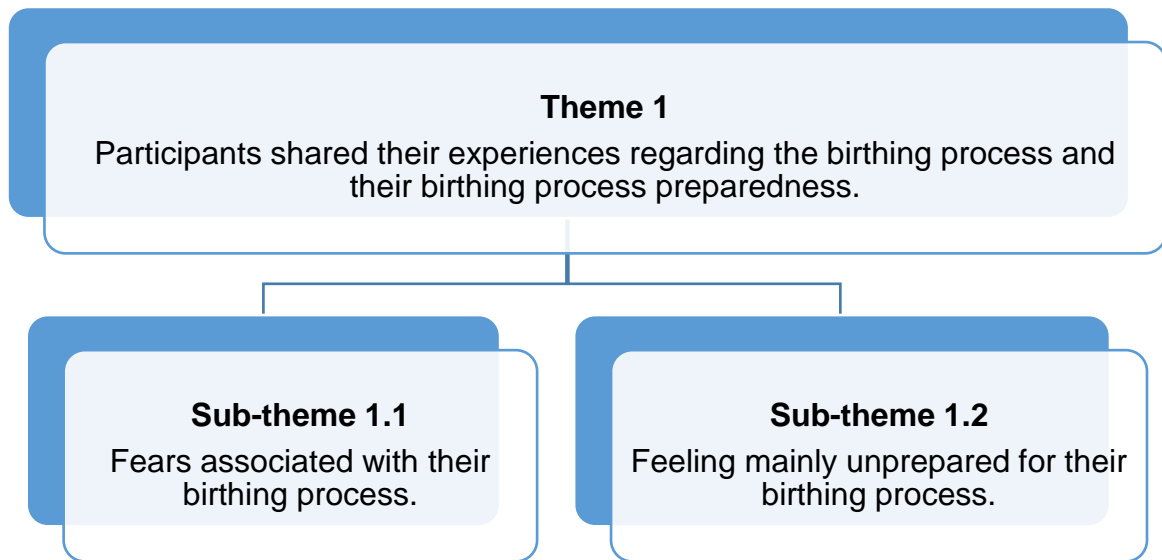 Theme 1
Participants shared their experiences regarding the birthing process and
their birthing process preparedness.
Sub-theme 1.1
Fears associated with their
birthing process.
Sub-theme 1.2
Feeling mainly unprepared for their
birthing process.